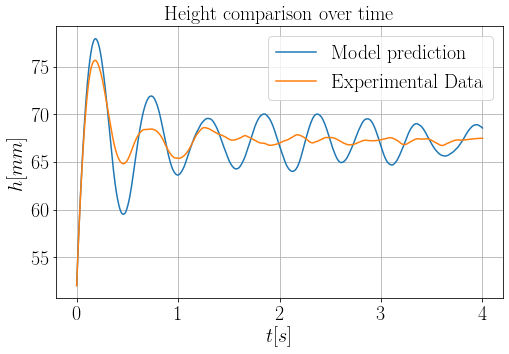 Height comparison over time
Model prediction
Experimental Data
75
70
65
60
55
h[mm]
0 1 2 3 4
t[s]